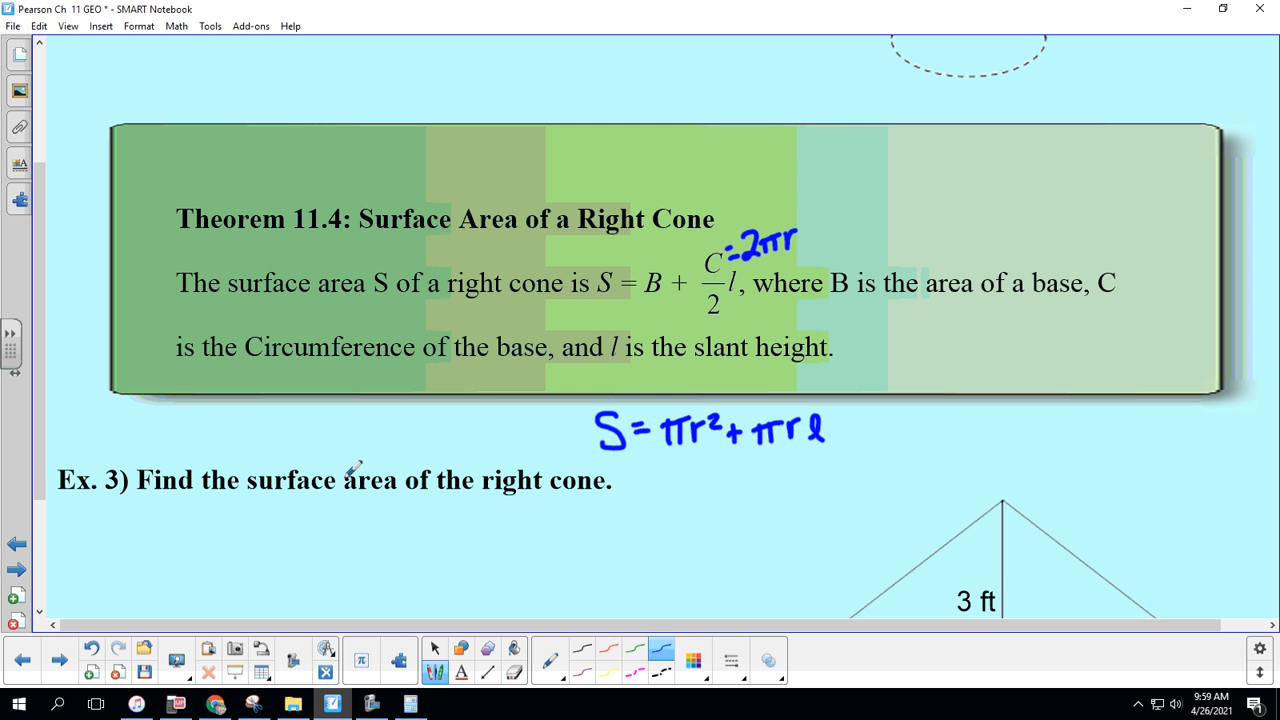 Pearson Ch 11 GEO * - SMART Notebook
File Edit View Insert Format Math Tools Add-ons Help
Theorem 11.4: Surface Area of a Right Cone
= 2πr
The surface area S of a right cone is S = B + C/2 l, where B is the area of a base, C
is the Circumference of the base, and l is the slant height.
S = πr² + πrl
Ex. 3) Find the surface area of the right cone.
3 ft
9:59 AM
4/26/2021